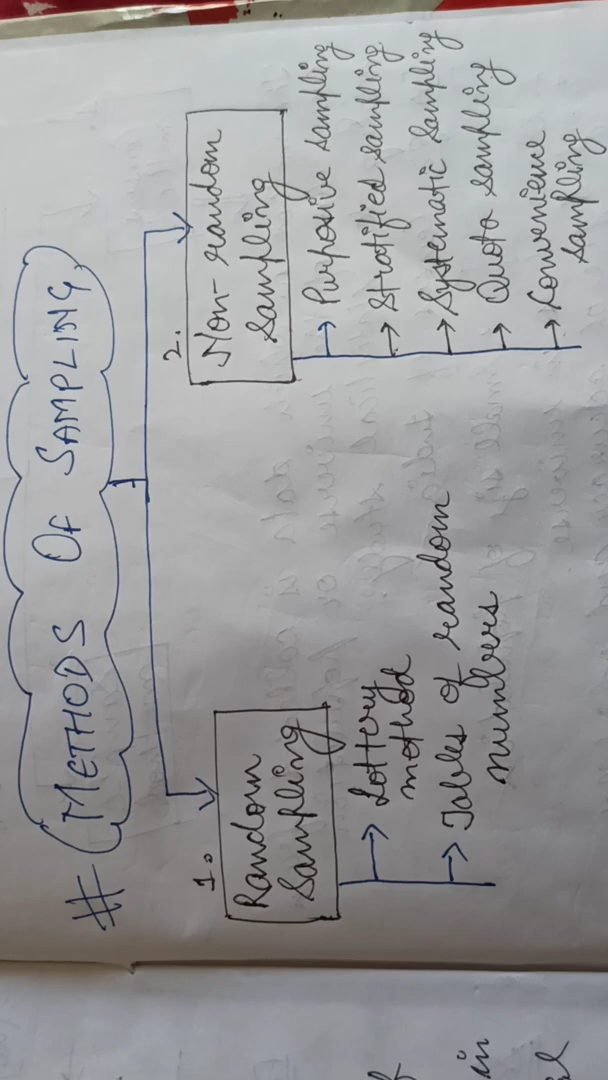 # METHODS OF SAMPLING
1.
Random
Sampling
Lottery
method
Tables of random
numbers
2.
Non-random
Sampling
Purposive sampling
Stratified sampling
Systematic sampling
Quota sampling
Convenience
sampling
in